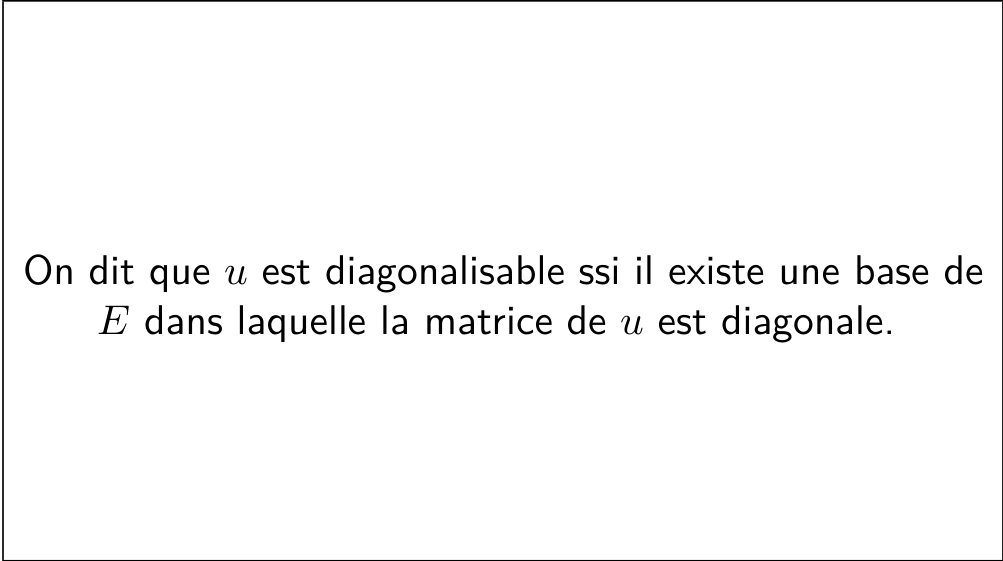 On dit que u est diagonalisable ssi il existe une base de
E dans laquelle la matrice de u est diagonale.